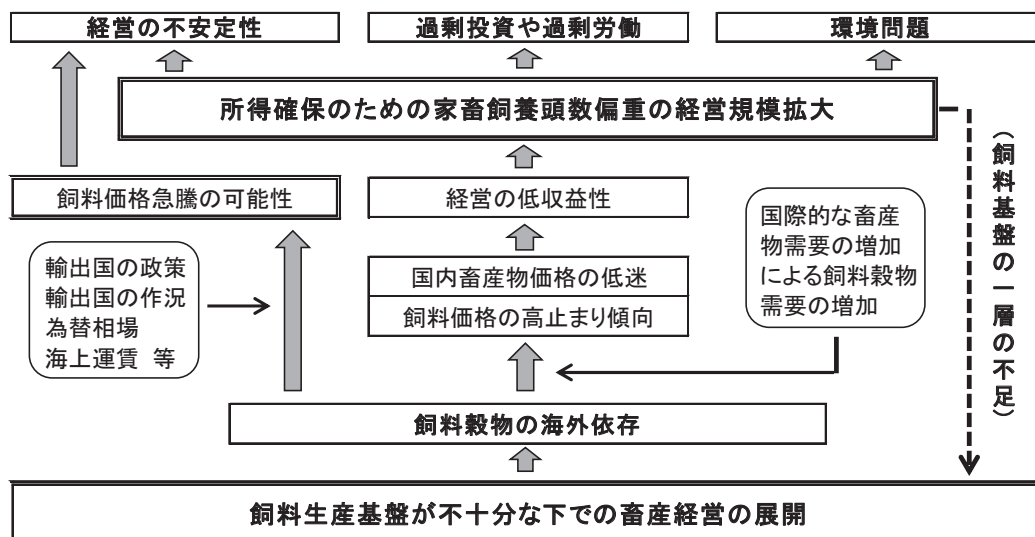 経営の不安定性
過剰投資や過剰労働
環境問題
所得確保のための家畜飼養頭数偏重の経営規模拡大
飼料価格急騰の可能性
経営の低収益性
国際的な畜産
物需要の増加
による飼料穀物
需要の増加
(飼料基盤の一層の不足)
輸出国の政策
輸出国の作況
為替相場
海上運賃 等
国内畜産物価格の低迷
飼料価格の高止まり傾向
飼料穀物の海外依存
飼料生産基盤が不十分な下での畜産経営の展開